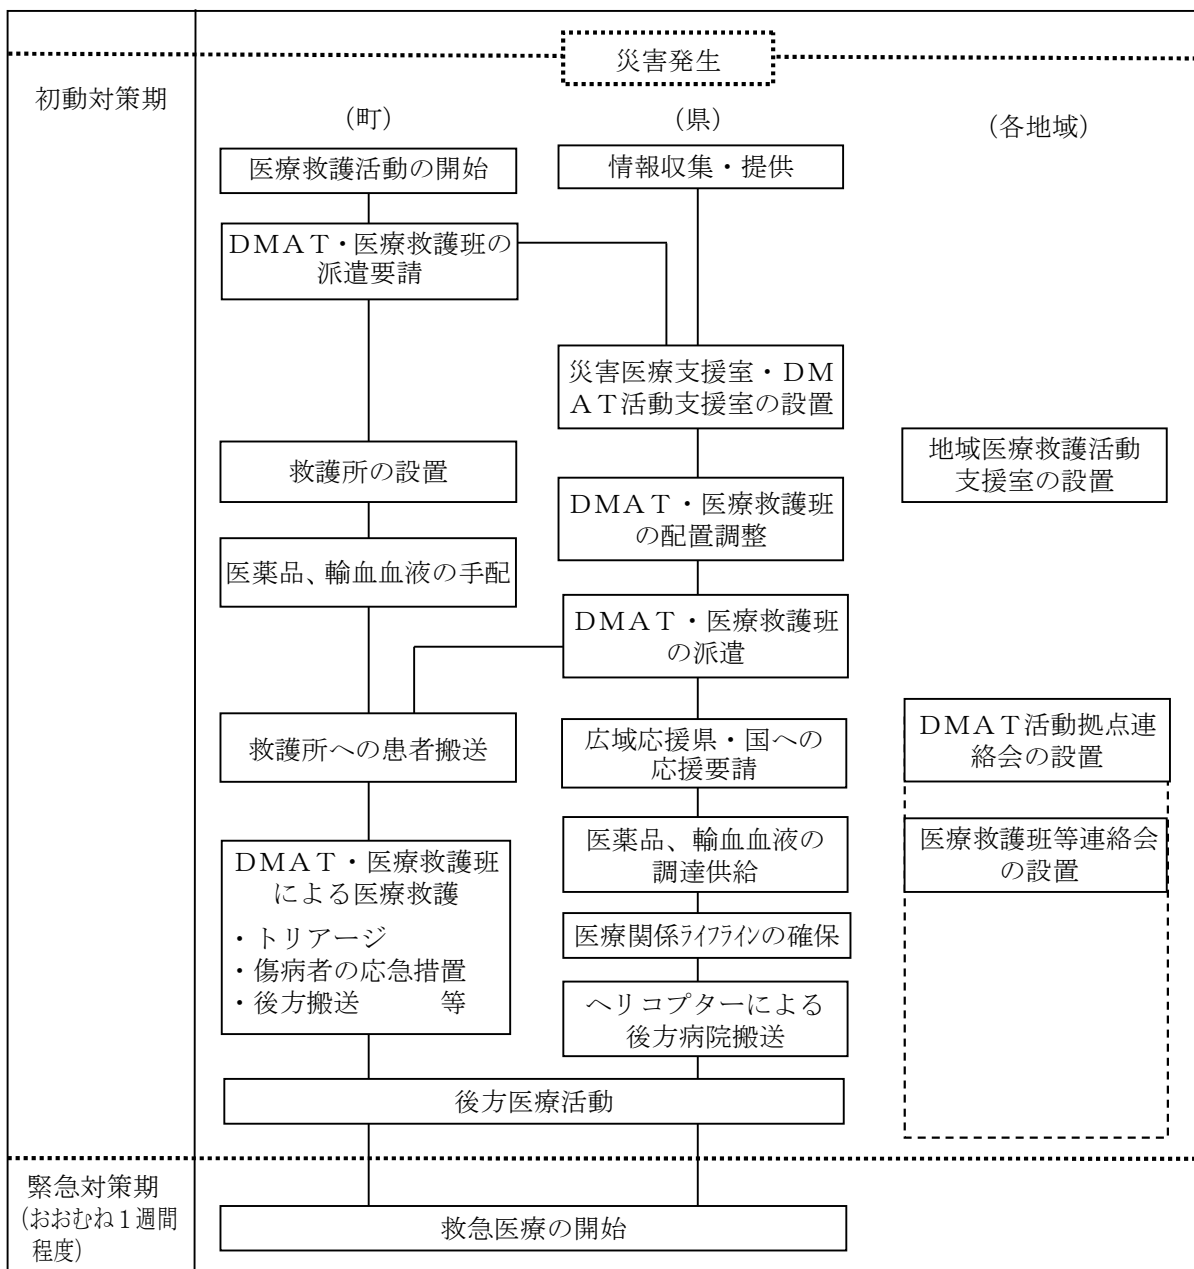 災害発生
初動対策期
(町)
(県)
(各地域)
医療救護活動の開始
情報収集・提供
ＤＭＡＴ・医療救護班の
派遣要請
災害医療支援室・ＤＭ
ＡＴ活動支援室の設置
救護所の設置
地域医療救護活動
支援室の設置
ＤＭＡＴ・医療救護班
の配置調整
医薬品、輸血血液の手配
ＤＭＡＴ・医療救護班
の派遣
救護所への患者搬送
広域応援県・国への
応援要請
ＤＭＡＴ活動拠点連
絡会の設置
医薬品、輸血血液の
調達供給
医療救護班等連絡会
の設置
ＤＭＡＴ・医療救護班
による医療救護
・トリアージ
・傷病者の応急措置
・後方搬送　　　等
医療関係ﾗｲﾌﾗｲﾝの確保
ヘリコプターによる
後方病院搬送
後方医療活動
緊急対策期
(おおむね１週間
程度)
救急医療の開始